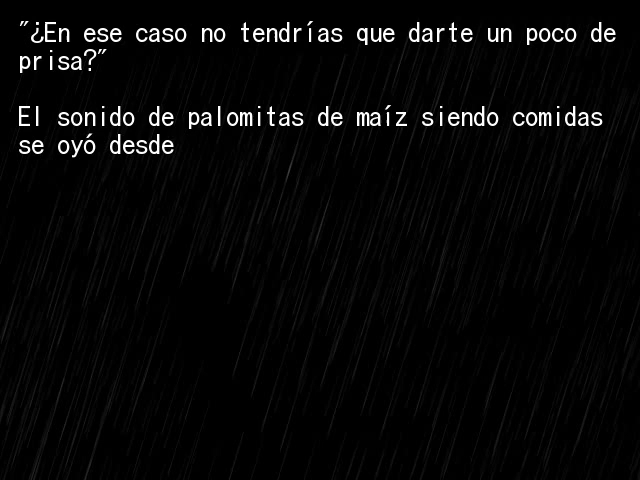 "¿En ese caso no tendrías que darte un poco de
prisa?"
El sonido de palomitas de maíz siendo comidas
se oyó desde